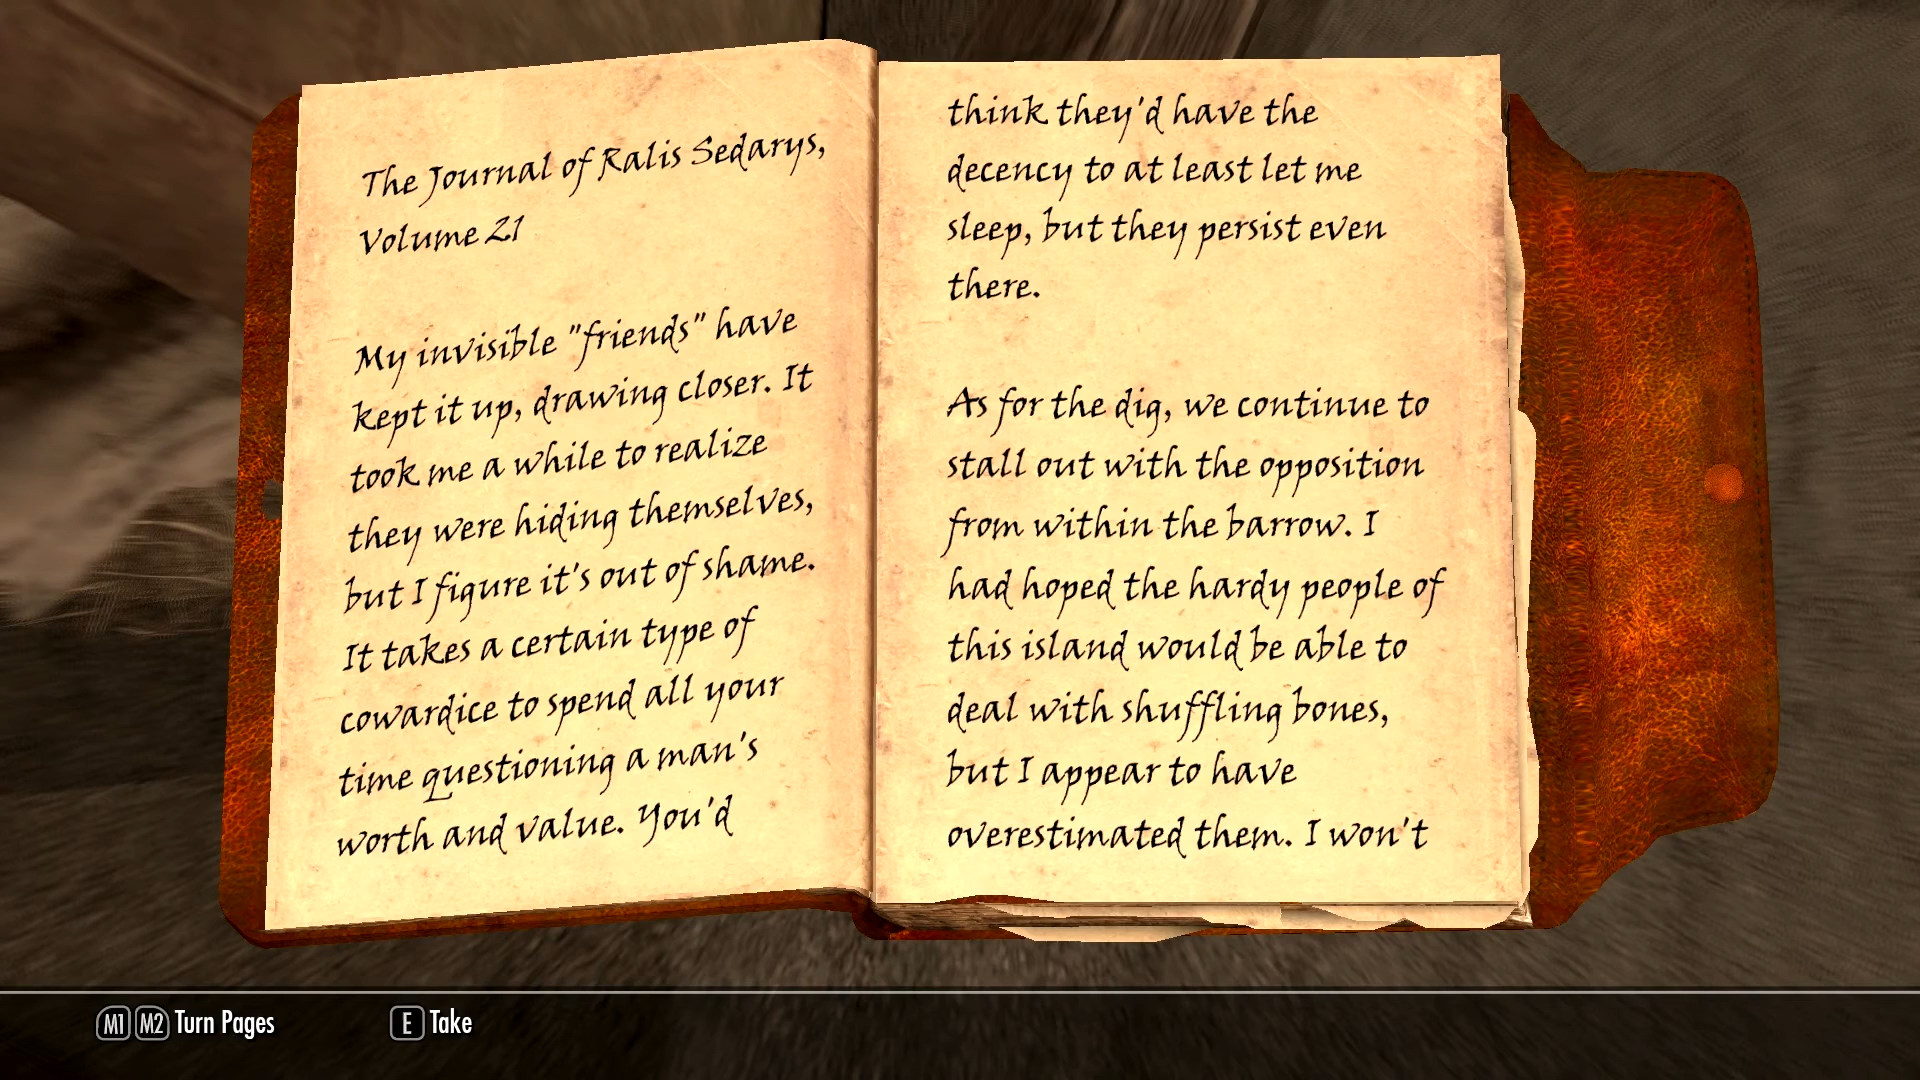 The Journal of Ralis Sedarys,
Volume 21
My invisible "friends" have
kept it up, drawing closer. It
took me a while to realize
they were hiding themselves,
but I figure it's out of shame.
It takes a certain type of
cowardice to spend all your
time questioning a man's
worth and value. You'd
think they'd have the
decency to at least let me
sleep, but they persist even
there.
As for the dig, we continue to
stall out with the opposition
from within the barrow. I
had hoped the hardy people of
this island would be able to
deal with shuffling bones,
but I appear to have
overestimated them. I won't
M1 M2 Turn Pages E Take